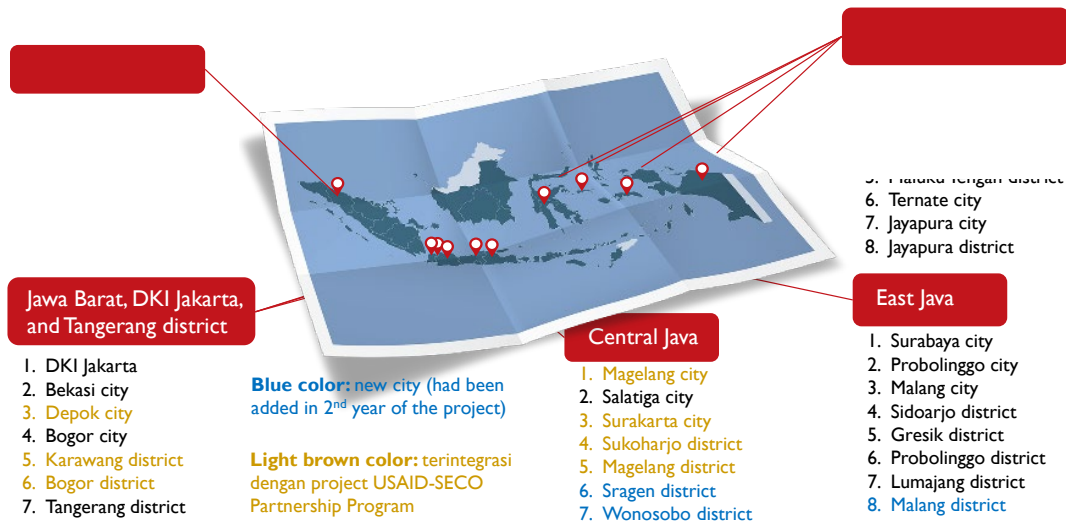 6. Ternate city
7. Jayapura city
8. Jayapura district
Jawa Barat, DKI Jakarta,
and Tangerang district
1. DKI Jakarta
2. Bekasi city
3. Depok city
4. Bogor city
5. Karawang district
6. Bogor district
7. Tangerang district
Blue color: new city (had been
added in 2nd year of the project)
Light brown color: terintegrasi
dengan project USAID-SECO
Partnership Program
Central Java
1. Magelang city
2. Salatiga city
3. Surakarta city
4. Sukoharjo district
5. Magelang district
6. Sragen district
7. Wonosobo district
East Java
1. Surabaya city
2. Probolinggo city
3. Malang city
4. Sidoarjo district
5. Gresik district
6. Probolinggo district
7. Lumajang district
8. Malang district